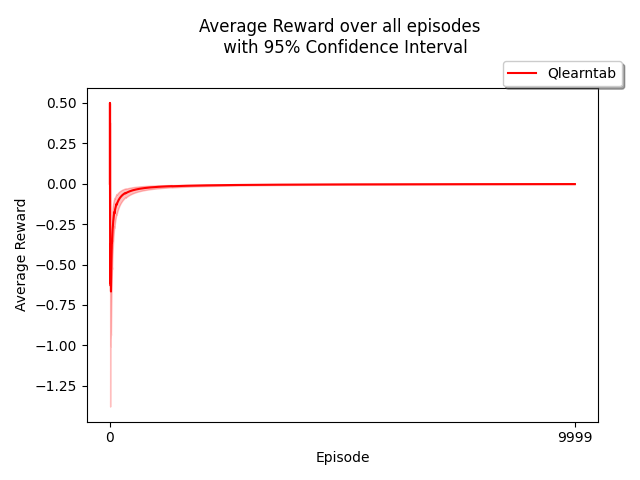 Average Reward over all episodes
with 95% Confidence Interval
Qlearntab
0.50
0.25
0.00
−0.25
−0.50
−0.75
−1.00
−1.25
Average Reward
0
9999
Episode